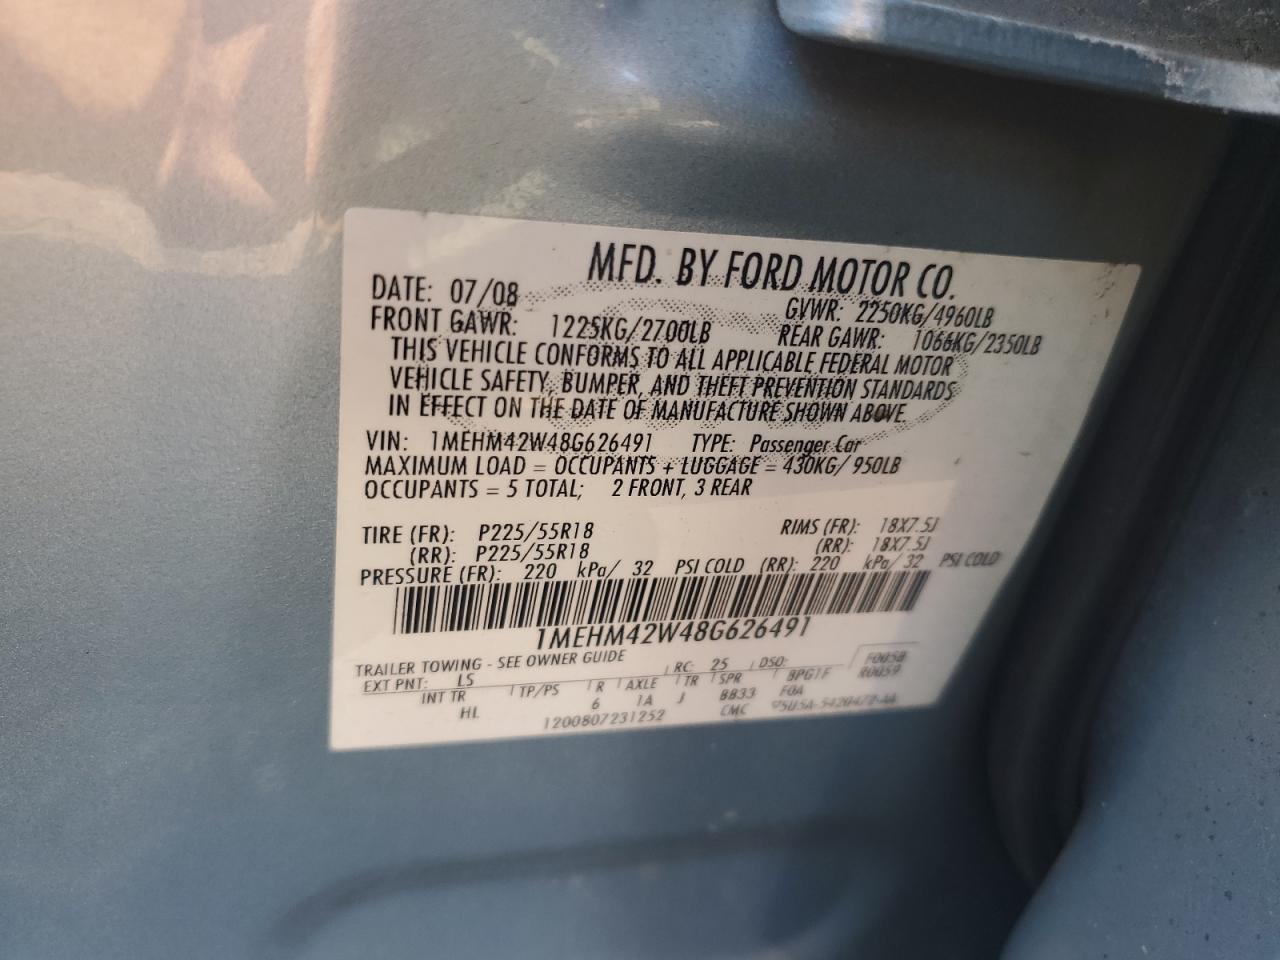 MFD. BY FORD MOTOR CO.
DATE: 07/08 GVWR: 2250KG/4960LB
FRONT GAWR: 1225KG/2700LB REAR GAWR: 1066KG/2350LB
THIS VEHICLE CONFORMS TO ALL APPLICABLE FEDERAL MOTOR
VEHICLE SAFETY, BUMPER, AND THEFT PREVENTION STANDARDS
IN EFFECT ON THE DATE OF MANUFACTURE SHOWN ABOVE.
VIN: 1MEHM42W48G626491 TYPE: Passenger Car
MAXIMUM LOAD = OCCUPANTS + LUGGAGE = 430KG/ 950LB
OCCUPANTS = 5 TOTAL; 2 FRONT, 3 REAR
TIRE (FR): P225/55R18 RIMS (FR): 18X7.5J
(RR): P225/55R18 (RR): 18X7.5J
PRESSURE (FR): 220 kPa/ 32 PSI COLD (RR): 220 kPa/ 32 PSI COLD
1MEHM42W48G626491
TRAILER TOWING - SEE OWNER GUIDE
EXT PNT: LS RC: 25 DSO: F0058
R0059
INT TR TP/PS R AXLE TR SPR BPG1F
HL 6 1A J BB33 FOA
1200807231252 CMC